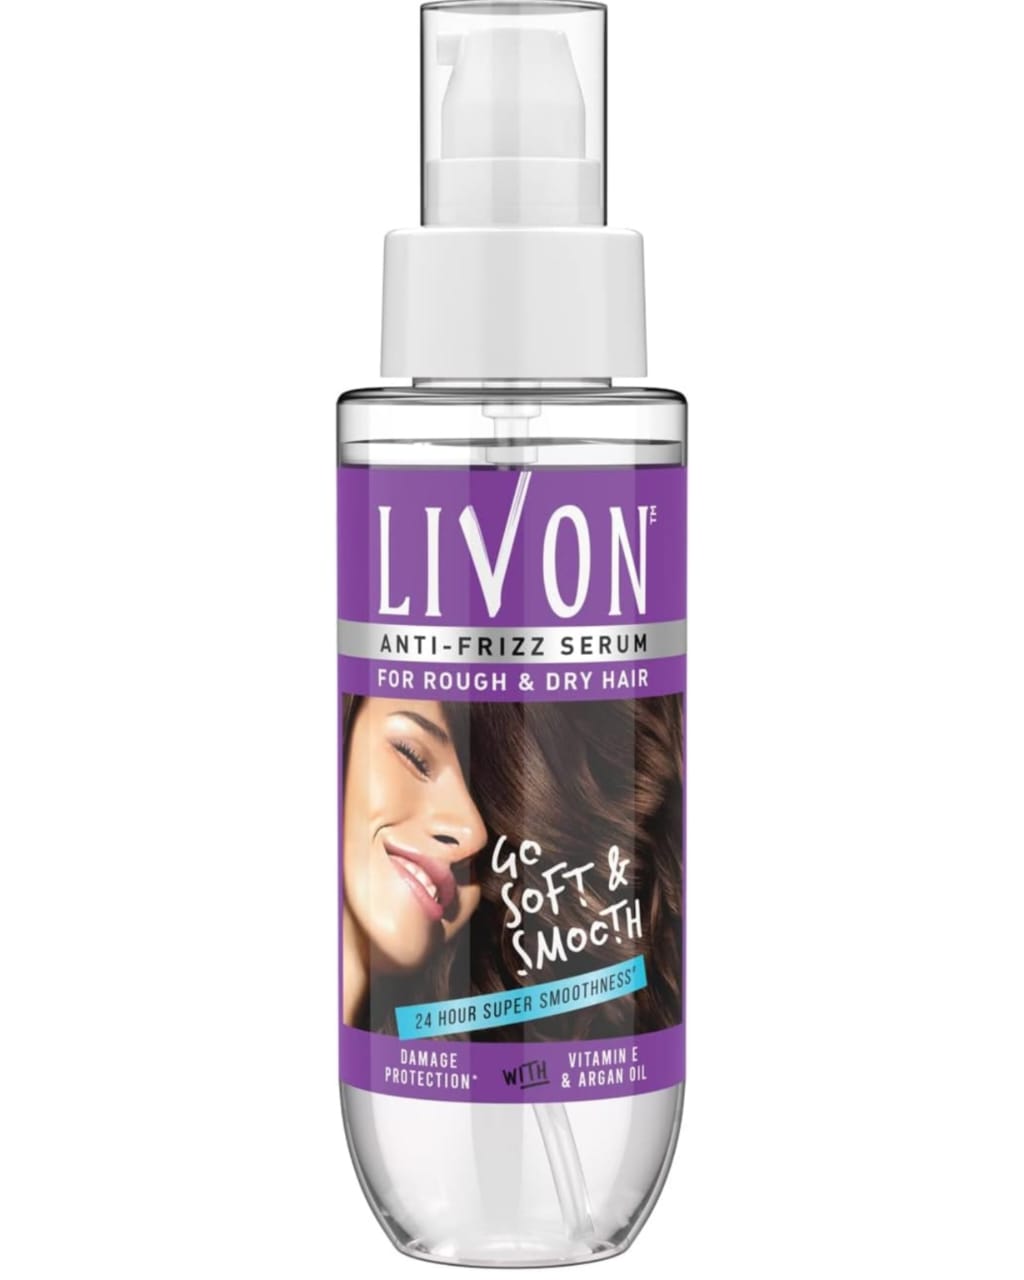 LIVON™
ANTI-FRIZZ SERUM
FOR ROUGH & DRY HAIR
GO
SOFT &
SMOOTH
24 HOUR SUPER SMOOTHNESS#
DAMAGE
PROTECTION*
WITH
VITAMIN E
& ARGAN OIL